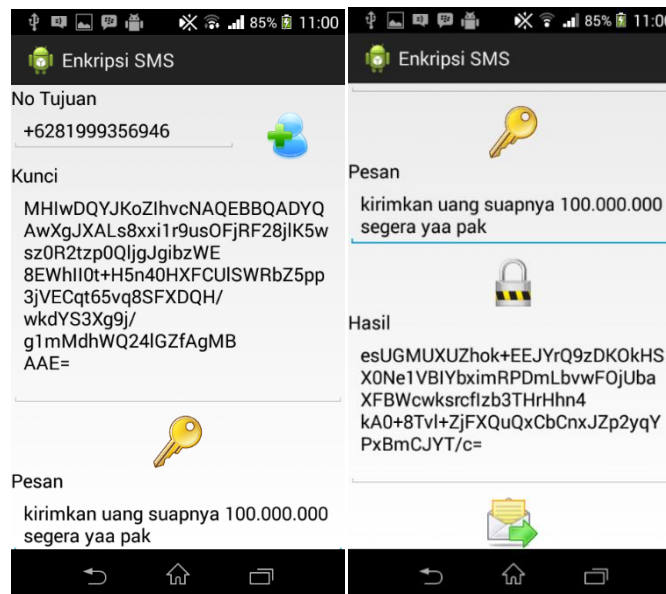 85% 11:00
Enkripsi SMS
No Tujuan
+6281999356946
Kunci
MHIwDQYJKoZIhvcNAQEBBQADYQ
AwXgJXALs8xxi1r9usOFjRF28jlK5w
sz0R2tzp0QljgJgibzWE
8EWhII0t+H5n40HXFCUlSWRbZ5pp
3jVECqt65vq8SFXDQH/
wkdYS3Xg9j/
g1mMdhWQ24lGZfAgMB
AAE=
Pesan
kirimkan uang suapnya 100.000.000
segera yaa pak
85% 11:00
Enkripsi SMS
Pesan
kirimkan uang suapnya 100.000.000
segera yaa pak
Hasil
esUGMUXUZhok+EEJYrQ9zDKOkHS
X0Ne1VBIYbximRPDmLbvwFOjUba
XFBWcwksrcfIzb3THrHhn4
kA0+8Tvl+ZjFXQuQxCbCnxJZp2yqY
PxBmCJYT/c=